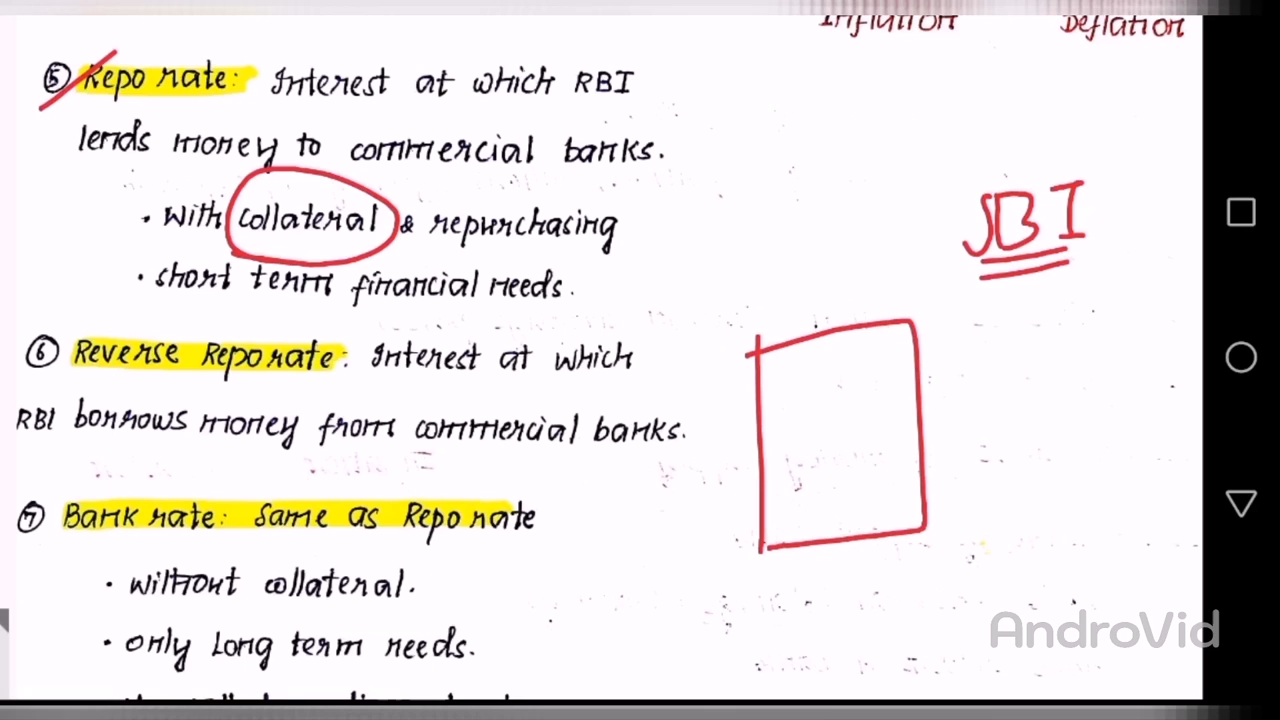 Inflation Deflation
⑤ Repo rate: Interest at which RBI
lends money to commercial banks.
• with collaterial & repurchasing
SBI
• short term financial needs.
⑥ Reverse Repo rate: Interest at which
RBI borrows money from commercial banks.
⑦ Bank rate: Same as Repo rate
• without collateral.
• only long term needs.
AndroVid